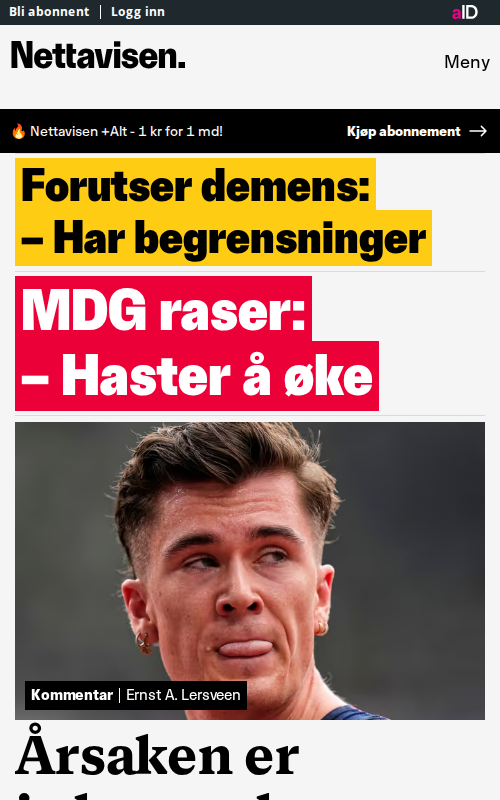 Bli abonnent | Logg inn
aID
Nettavisen.
Meny
🔥 Nettavisen +Alt - 1 kr for 1 md!
Kjøp abonnement →
Forutser demens:
– Har begrensninger
MDG raser:
– Haster å øke
Kommentar | Ernst A. Lersveen
Årsaken er